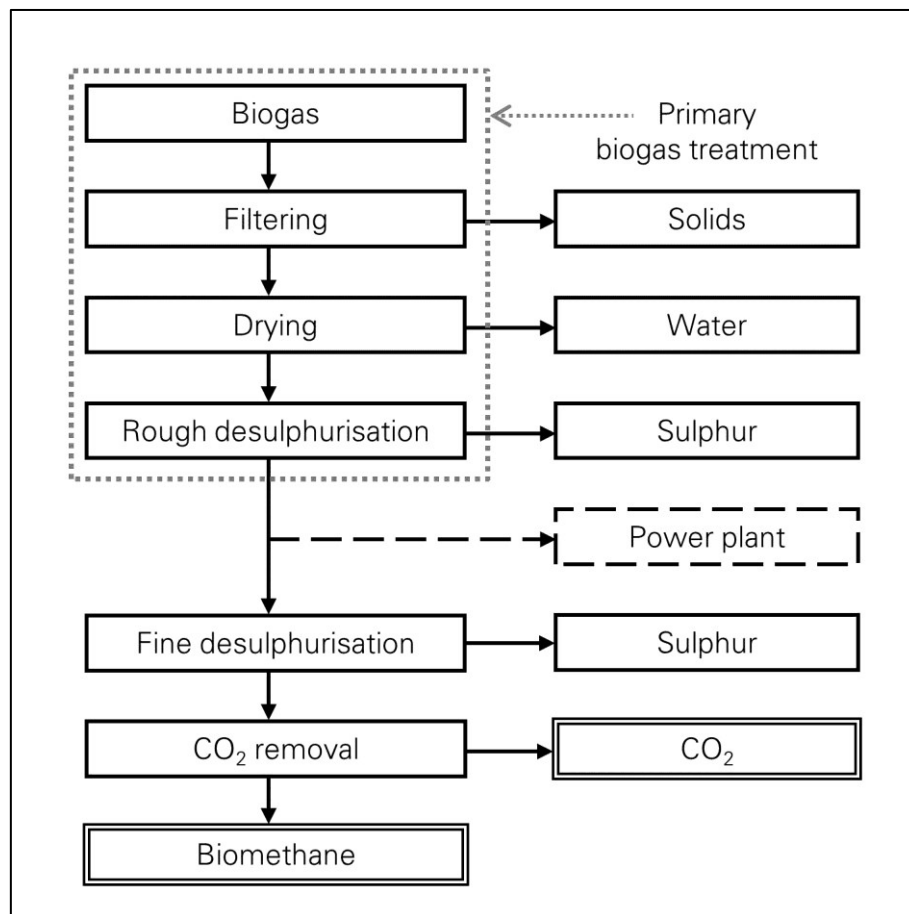 Biogas
Primary
biogas treatment
Filtering
Solids
Drying
Water
Rough desulphurisation
Sulphur
Power plant
Fine desulphurisation
Sulphur
CO₂ removal
CO₂
Biomethane